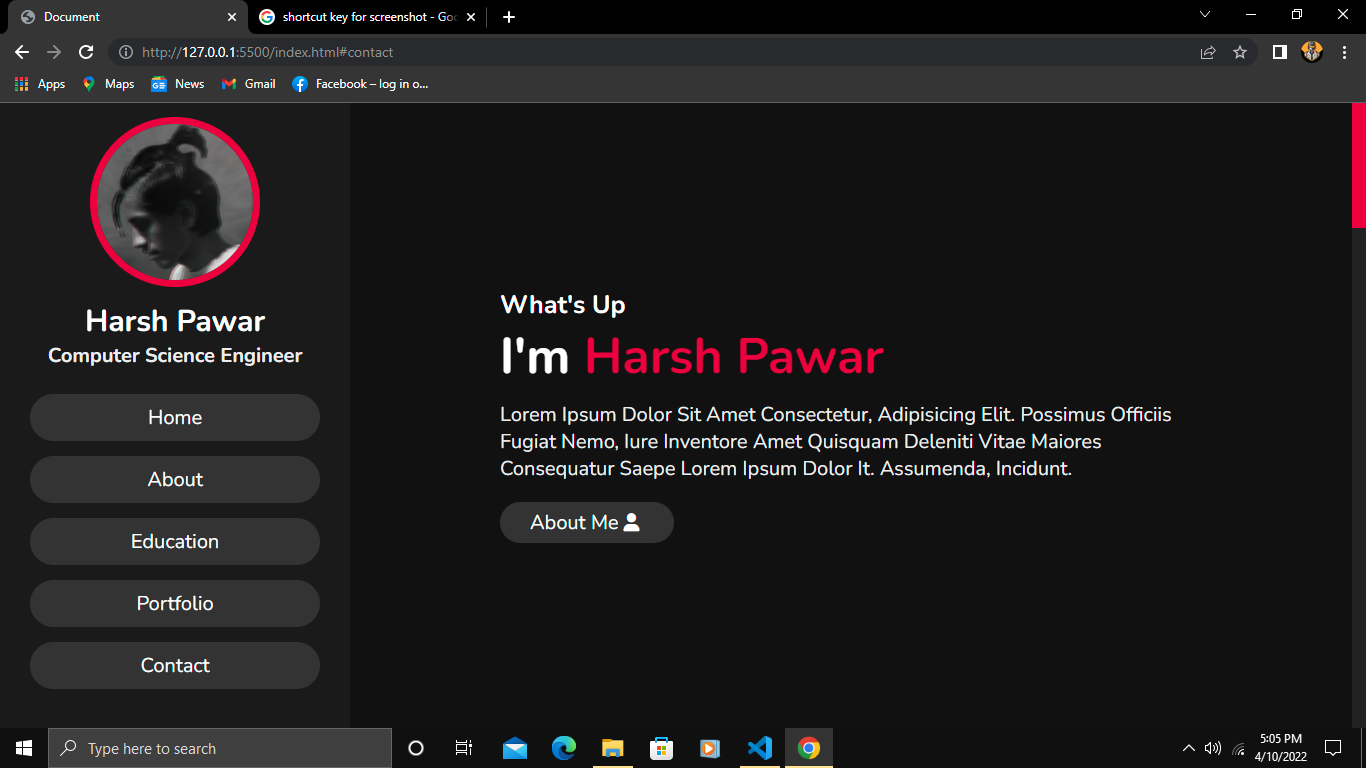 Document
shortcut key for screenshot - Goo
http://127.0.0.1:5500/index.html#contact
Apps
Maps
News
Gmail
Facebook – log in o...
Harsh Pawar
Computer Science Engineer
Home
About
Education
Portfolio
Contact
What's Up
I'm Harsh Pawar
Lorem Ipsum Dolor Sit Amet Consectetur, Adipisicing Elit. Possimus Officiis
Fugiat Nemo, Iure Inventore Amet Quisquam Deleniti Vitae Maiores
Consequatur Saepe Lorem Ipsum Dolor It. Assumenda, Incidunt.
About Me
Type here to search
5:05 PM
4/10/2022